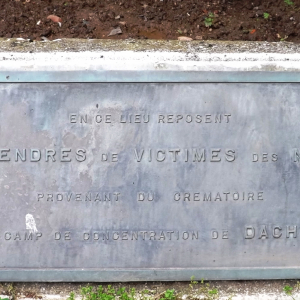 EN CE LIEU REPOSENT
ENDRES DE VICTIMES DES N
PROVENANT DU CREMATOIRE
CAMP DE CONCENTRATION DE DACH